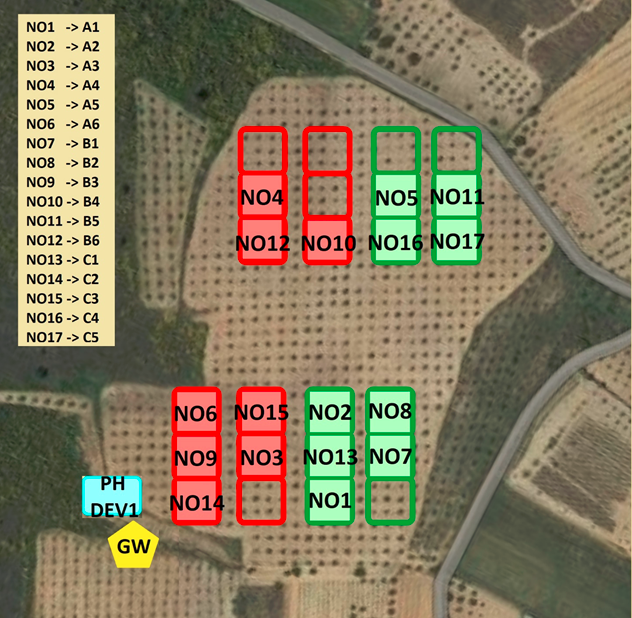 NO1 -> A1
NO2 -> A2
NO3 -> A3
NO4 -> A4
NO5 -> A5
NO6 -> A6
NO7 -> B1
NO8 -> B2
NO9 -> B3
NO10 -> B4
NO11 -> B5
NO12 -> B6
NO13 -> C1
NO14 -> C2
NO15 -> C3
NO16 -> C4
NO17 -> C5
NO4 NO5 NO11
NO12 NO10 NO16 NO17
NO6 NO15 NO2 NO8
NO9 NO3 NO13 NO7
NO14 NO1
PH
DEV1
GW